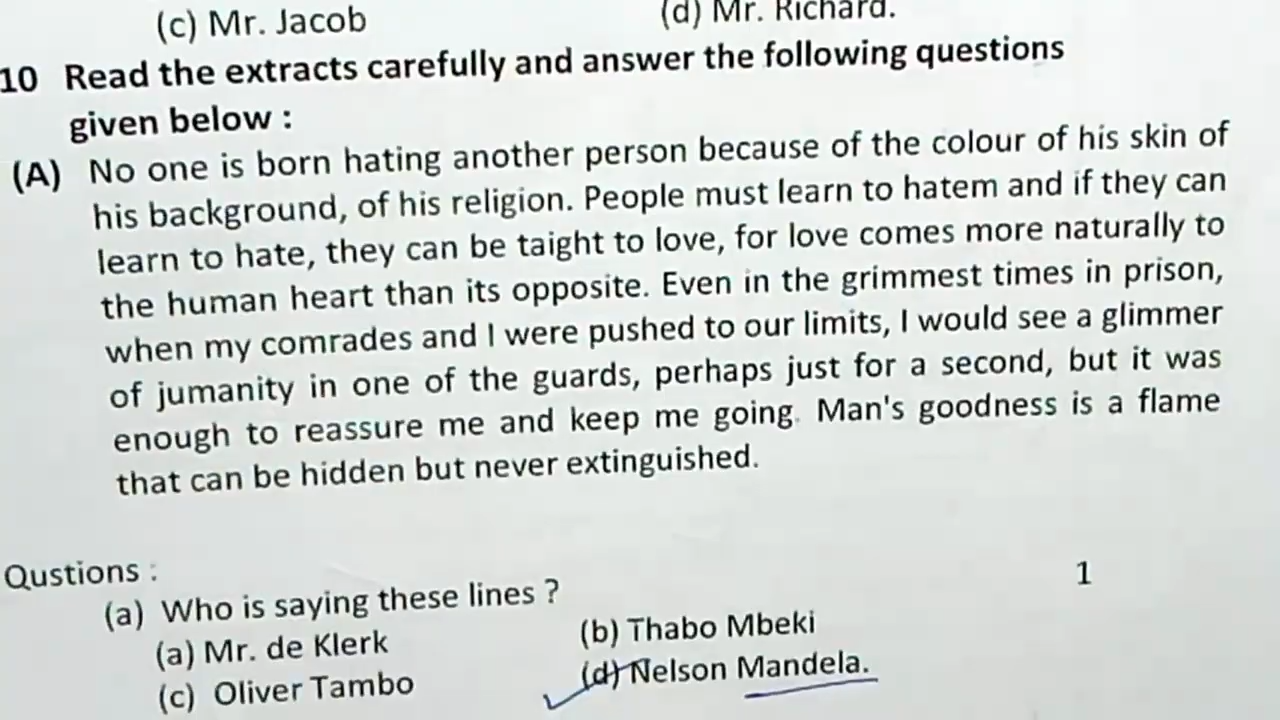 (c) Mr. Jacob (d) Mr. Richard.
10 Read the extracts carefully and answer the following questions
given below :
(A) No one is born hating another person because of the colour of his skin of
his background, of his religion. People must learn to hatem and if they can
learn to hate, they can be taight to love, for love comes more naturally to
the human heart than its opposite. Even in the grimmest times in prison,
when my comrades and I were pushed to our limits, I would see a glimmer
of jumanity in one of the guards, perhaps just for a second, but it was
enough to reassure me and keep me going. Man's goodness is a flame
that can be hidden but never extinguished.
Qustions :
(a) Who is saying these lines ? 1
(a) Mr. de Klerk (b) Thabo Mbeki
(c) Oliver Tambo (d) Nelson Mandela.